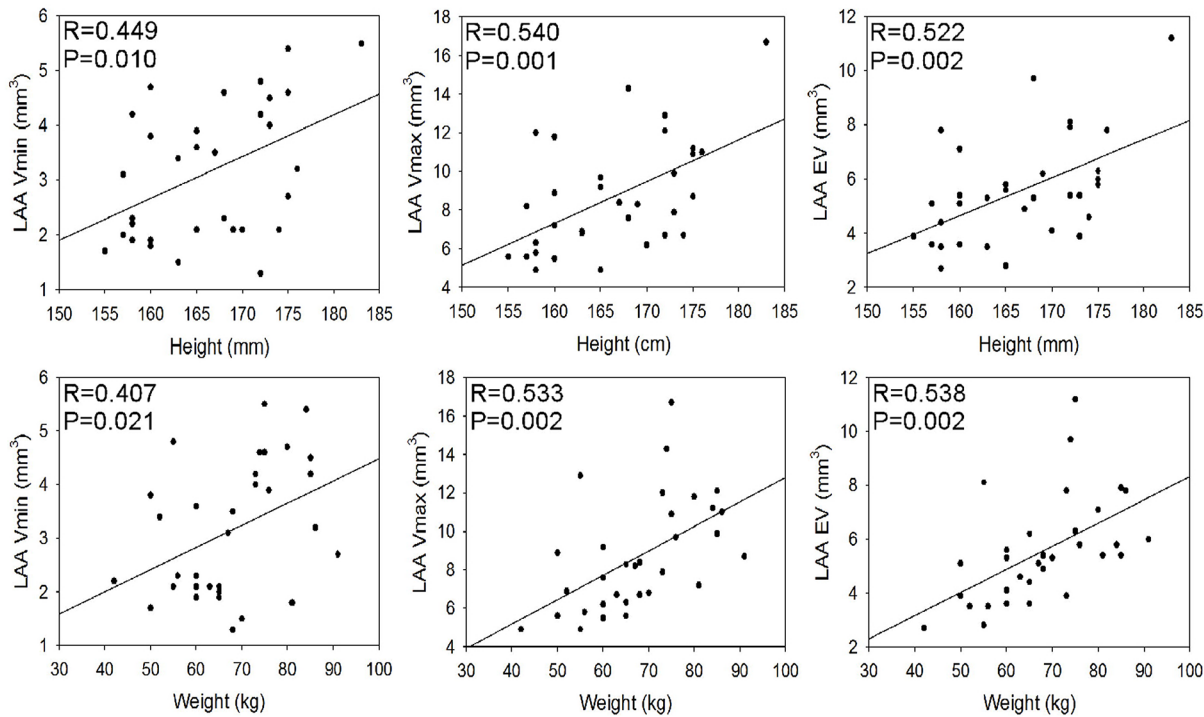 R=0.449
P=0.010
LAA Vmin (mm³)
6
5
4
3
2
1
150 155 160 165 170 175 180 185
Height (mm)
R=0.540
P=0.001
LAA Vmax (mm³)
18
16
14
12
10
8
6
4
150 155 160 165 170 175 180 185
Height (cm)
R=0.522
P=0.002
LAA EV (mm³)
12
10
8
6
4
2
150 155 160 165 170 175 180 185
Height (mm)
R=0.407
P=0.021
LAA Vmin (mm³)
6
5
4
3
2
1
30 40 50 60 70 80 90 100
Weight (kg)
R=0.533
P=0.002
LAA Vmax (mm³)
18
16
14
12
10
8
6
4
30 40 50 60 70 80 90 100
Weight (kg)
R=0.538
P=0.002
LAA EV (mm³)
12
10
8
6
4
2
30 40 50 60 70 80 90 100
Weight (kg)